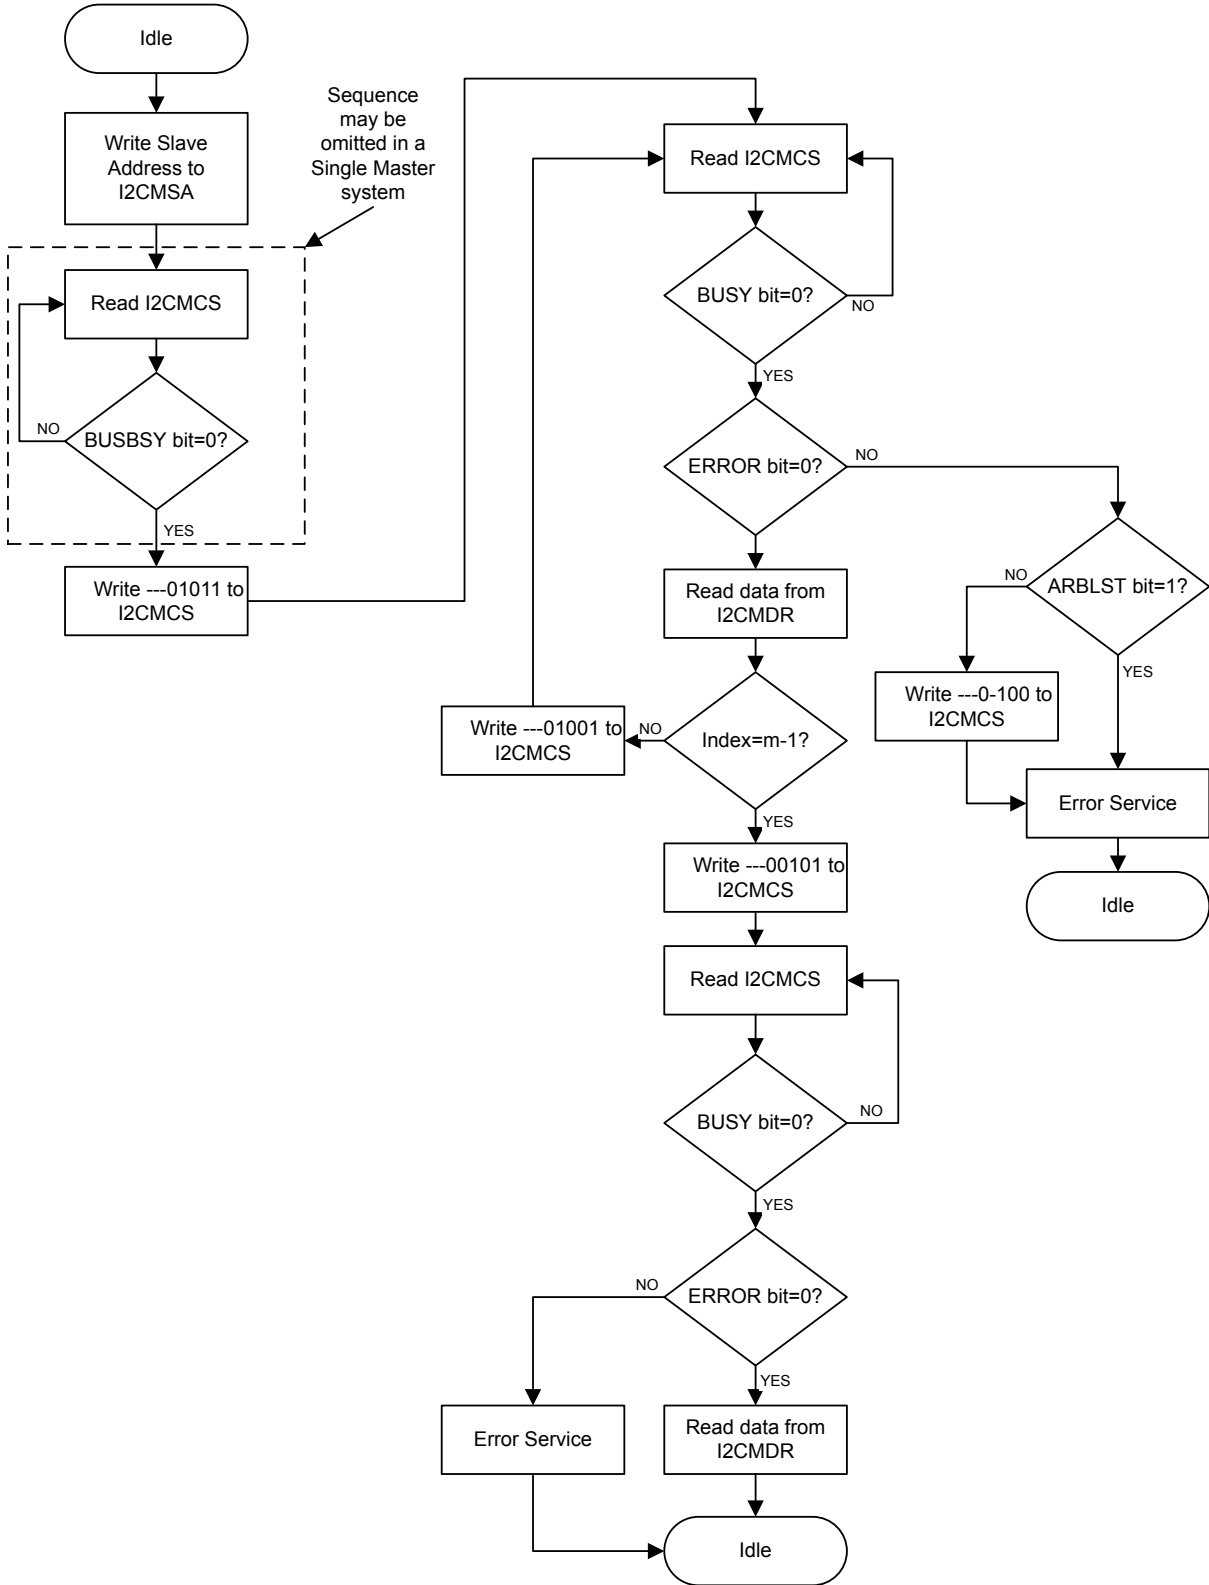 Idle
Write Slave
Address to
I2CMSA
Sequence
may be
omitted in a
Single Master
system
Read I2CMCS
BUSBSY bit=0?
NO
YES
Write ---01011 to
I2CMCS
Read I2CMCS
BUSY bit=0?
NO
YES
ERROR bit=0?
NO
Read data from
I2CMDR
ARBLST bit=1?
NO
YES
Write ---0-100 to
I2CMCS
Error Service
Idle
Index=m-1?
NO
Write ---01001 to
I2CMCS
YES
Write ---00101 to
I2CMCS
Read I2CMCS
BUSY bit=0?
NO
YES
ERROR bit=0?
NO
YES
Error Service
Read data from
I2CMDR
Idle